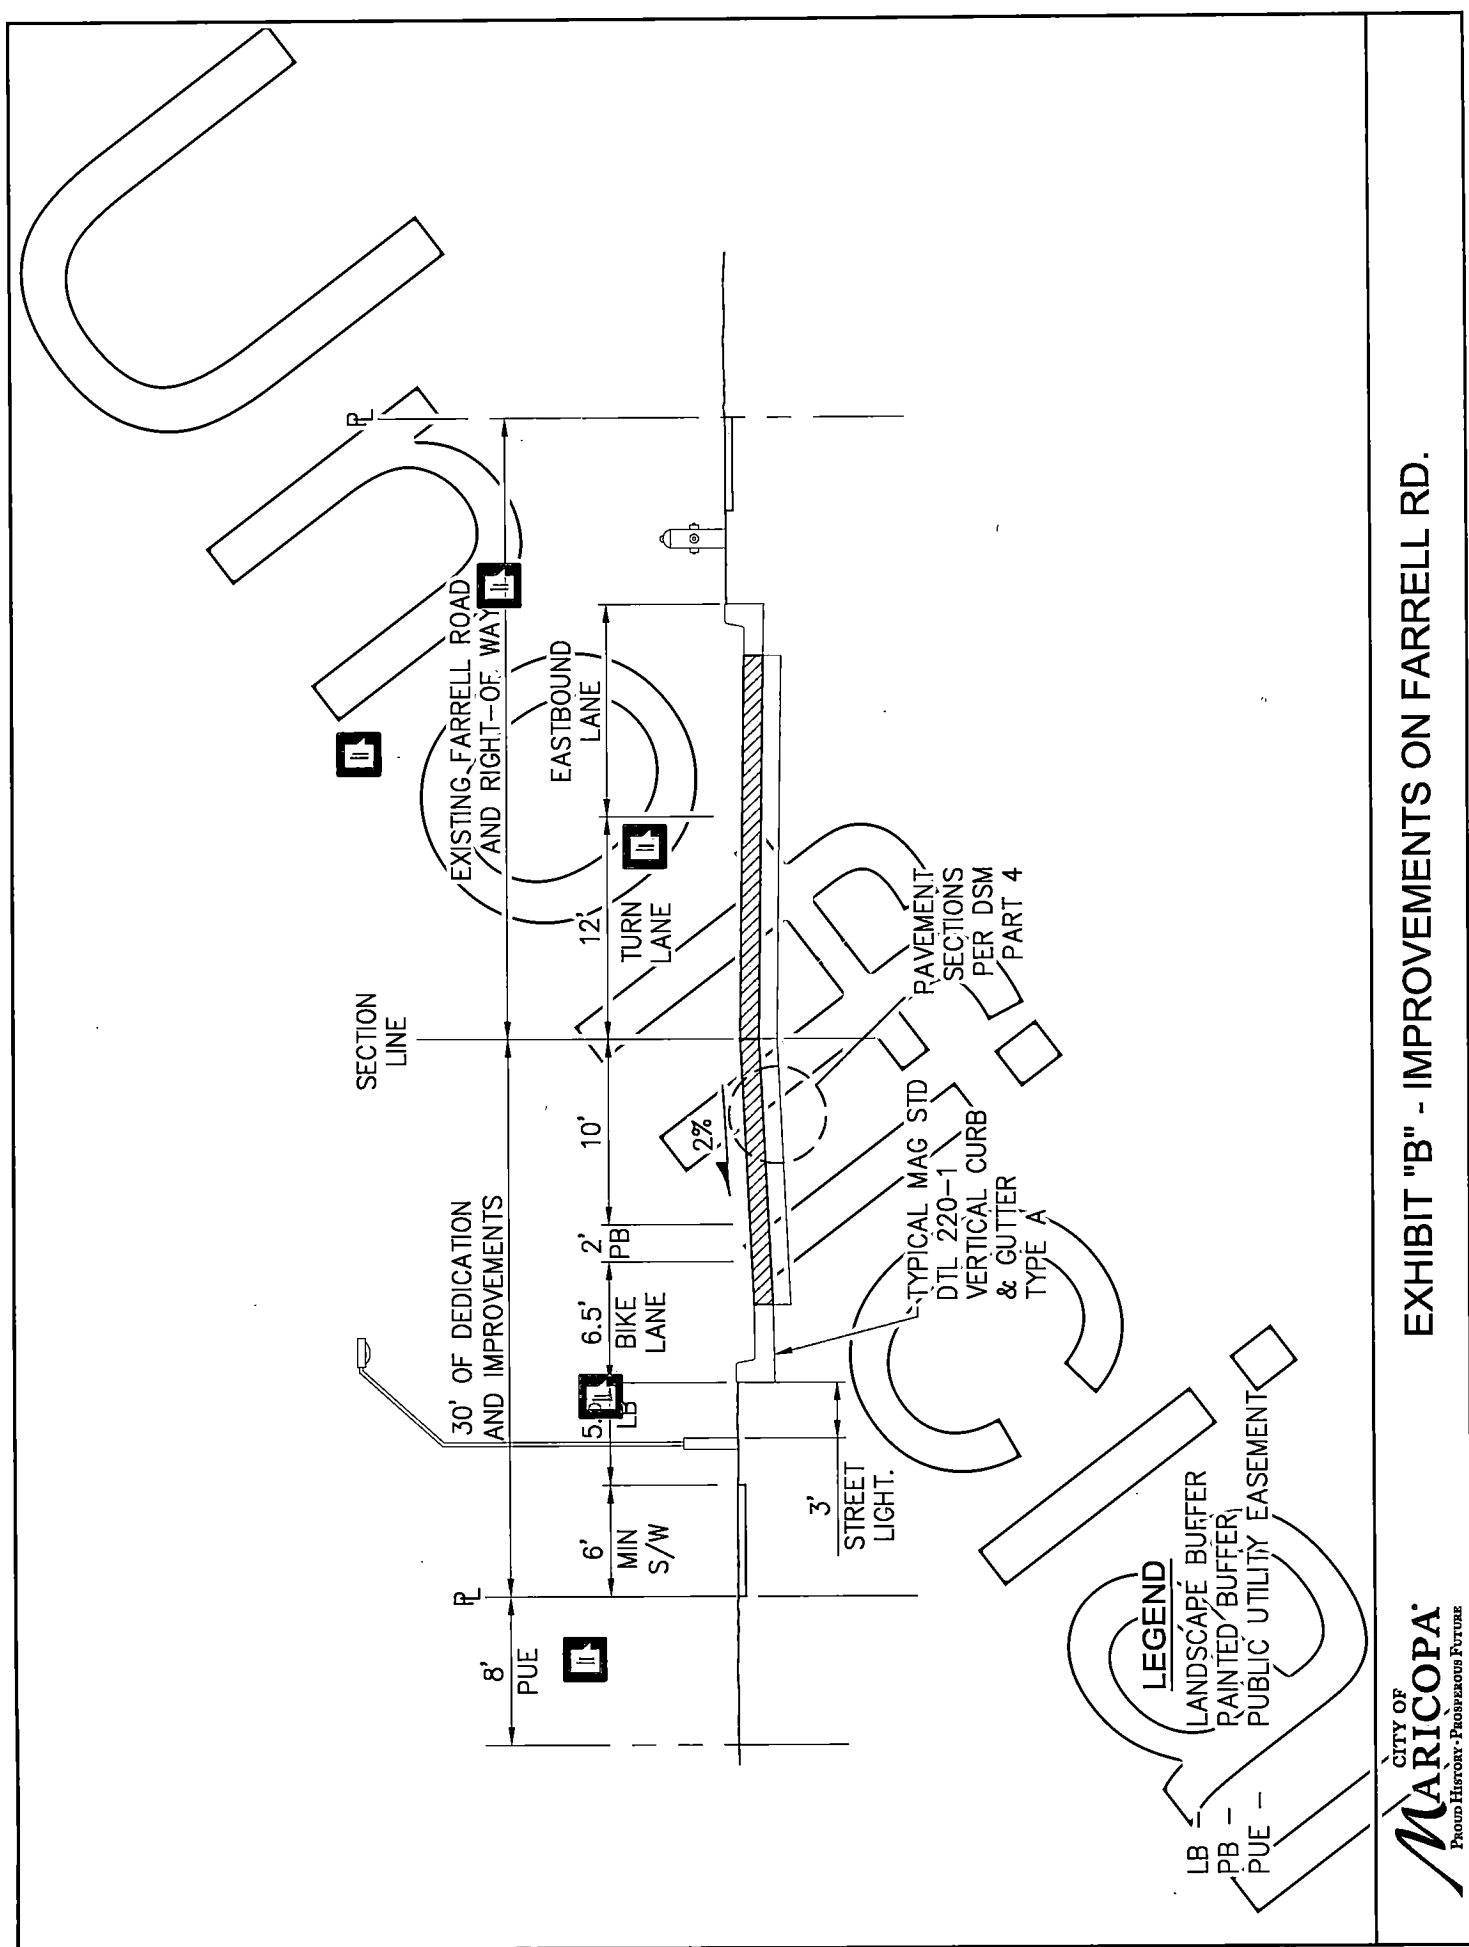 SECTION
LINE
30' OF DEDICATION
AND IMPROVEMENTS
EXISTING FARRELL ROAD
AND RIGHT-OF WAY
PL
PL
8'
PUE
6'
MIN
S/W
LB
6.5'
BIKE
LANE
2'
PB
10'
12'
TURN
LANE
EASTBOUND
LANE
2%
3'
STREET
LIGHT.
TYPICAL MAG STD
DTL 220-1
VERTICAL CURB
& GUTTER
TYPE A
PAVEMENT
SECTIONS
PER DSM
PART 4
LEGEND
LB - LANDSCAPE BUFFER
PB - PAINTED BUFFER
PUE - PUBLIC UTILITY EASEMENT
Unofficial
CITY OF
MARICOPA
PROUD HISTORY • PROSPEROUS FUTURE
EXHIBIT "B" - IMPROVEMENTS ON FARRELL RD.